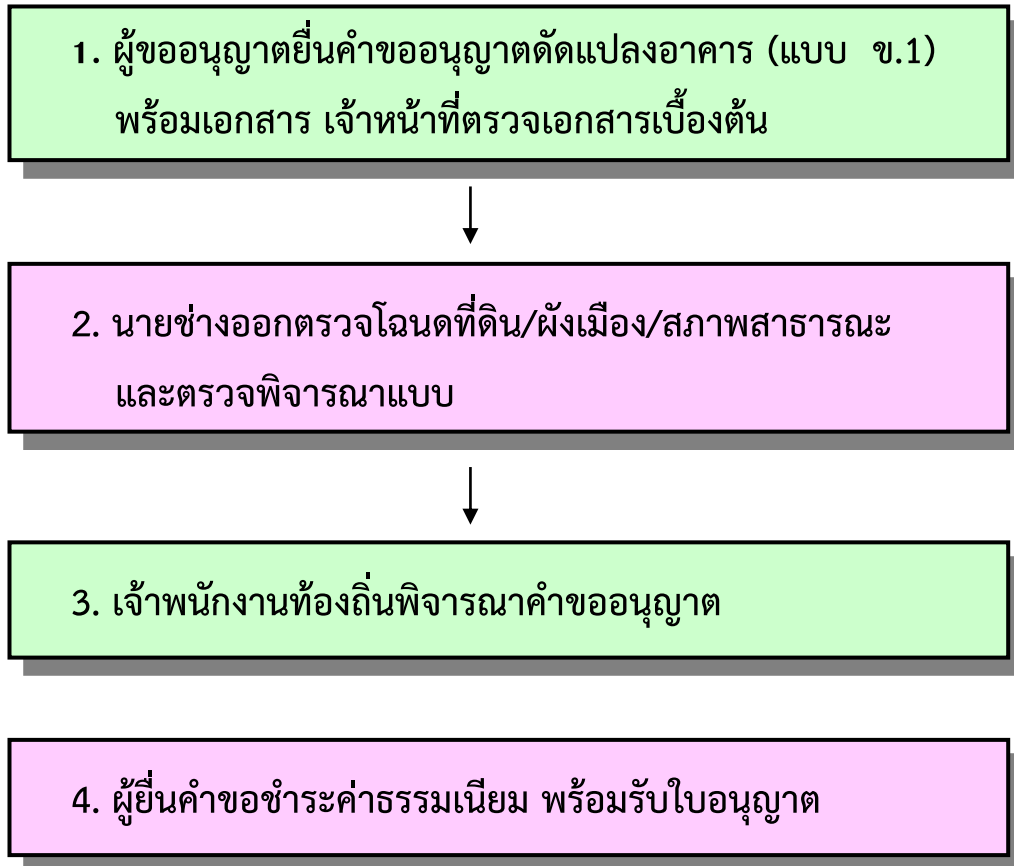 1. ผู้ขออนุญาตยื่นคำขออนุญาตดัดแปลงอาคาร (แบบ ข.1)
พร้อมเอกสาร เจ้าหน้าที่ตรวจเอกสารเบื้องต้น
2. นายช่างออกตรวจโฉนดที่ดิน/ผังเมือง/สภาพสาธารณะ
และตรวจพิจารณาแบบ
3. เจ้าพนักงานท้องถิ่นพิจารณาคำขออนุญาต
4. ผู้ยื่นคำขอชำระค่าธรรมเนียม พร้อมรับใบอนุญาต